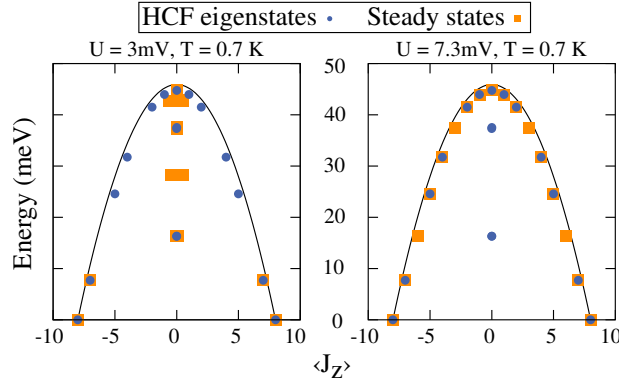 HCF eigenstates Steady states
U = 3mV, T = 0.7 K U = 7.3mV, T = 0.7 K
Energy (meV)
50
40
30
20
10
0
-10 -5 0 5 10 -10 -5 0 5 10
‹J_Z›